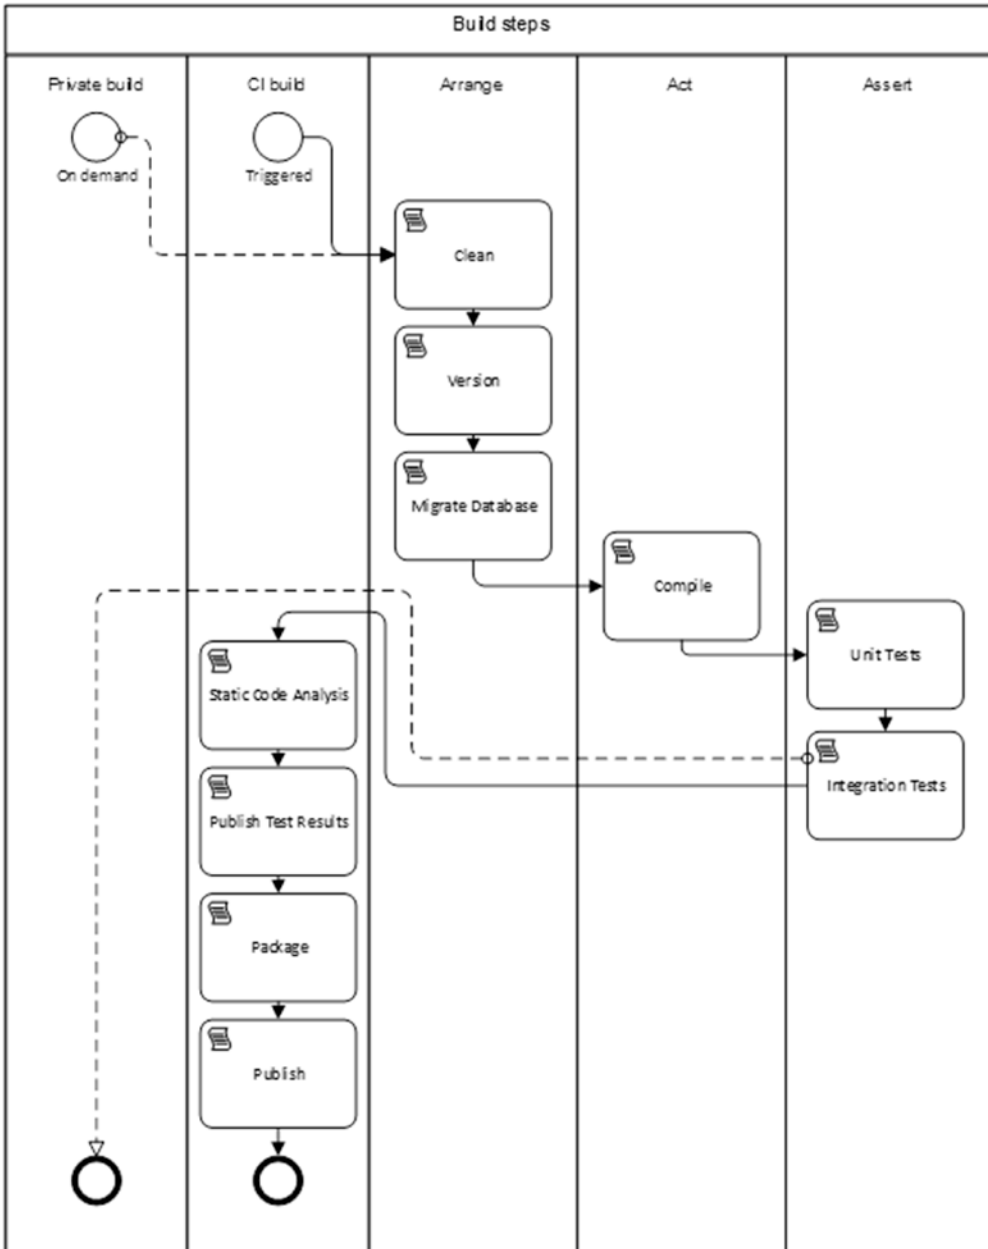 Build steps
Private build
CI build
Arrange
Act
Assert
On demand
Triggered
Clean
Version
Migrate Database
Compile
Unit Tests
Static Code Analysis
Integration Tests
Publish Test Results
Package
Publish